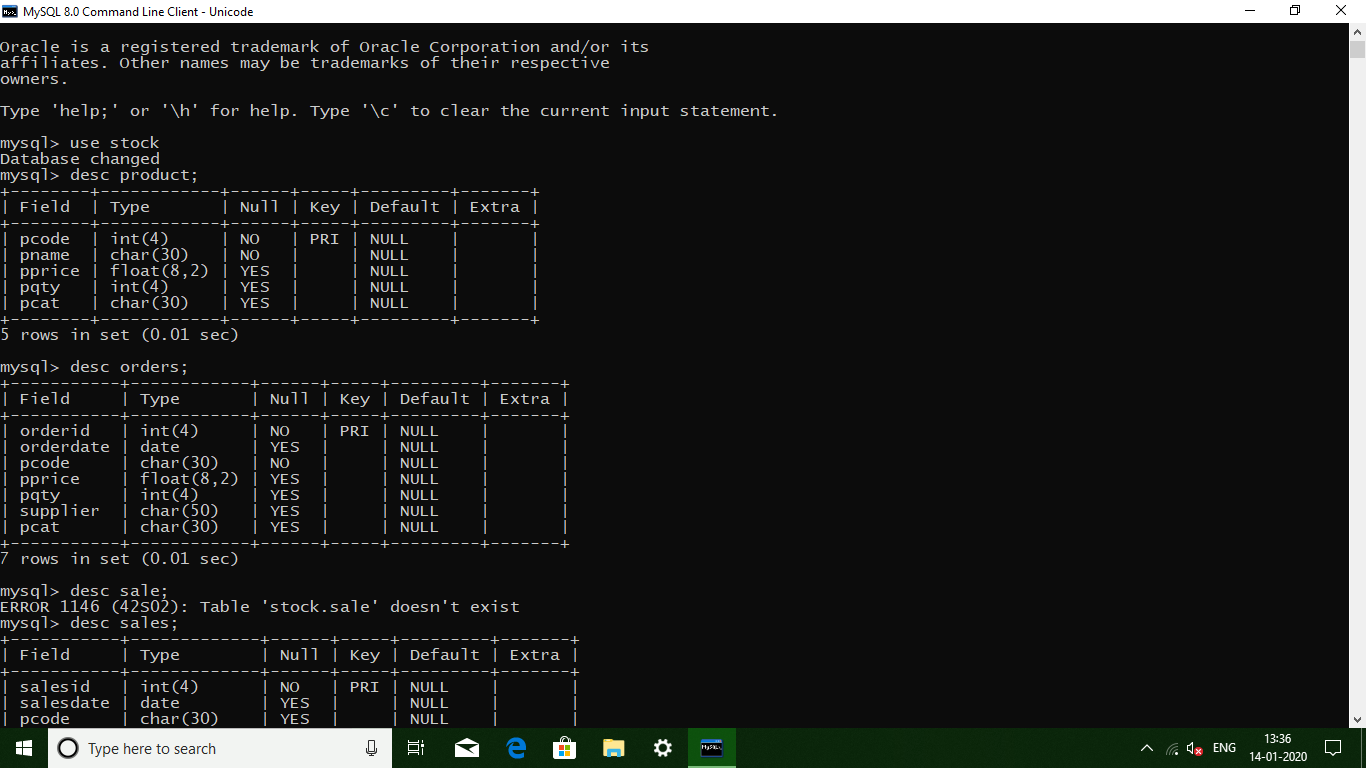 MySQL 8.0 Command Line Client - Unicode
Oracle is a registered trademark of Oracle Corporation and/or its
affiliates. Other names may be trademarks of their respective
owners.
Type 'help;' or '\h' for help. Type '\c' to clear the current input statement.
mysql> use stock
Database changed
mysql> desc product;
+--------+------------+------+-----+---------+-------+
| Field  | Type       | Null | Key | Default | Extra |
+--------+------------+------+-----+---------+-------+
| pcode  | int(4)     | NO   | PRI | NULL    |       |
| pname  | char(30)   | NO   |     | NULL    |       |
| pprice | float(8,2) | YES  |     | NULL    |       |
| pqty   | int(4)     | YES  |     | NULL    |       |
| pcat   | char(30)   | YES  |     | NULL    |       |
+--------+------------+------+-----+---------+-------+
5 rows in set (0.01 sec)
mysql> desc orders;
+-----------+------------+------+-----+---------+-------+
| Field     | Type       | Null | Key | Default | Extra |
+-----------+------------+------+-----+---------+-------+
| orderid   | int(4)     | NO   | PRI | NULL    |       |
| orderdate | date       | YES  |     | NULL    |       |
| pcode     | char(30)   | NO   |     | NULL    |       |
| pprice    | float(8,2) | YES  |     | NULL    |       |
| pqty      | int(4)     | YES  |     | NULL    |       |
| supplier  | char(50)   | YES  |     | NULL    |       |
| pcat      | char(30)   | YES  |     | NULL    |       |
+-----------+------------+------+-----+---------+-------+
7 rows in set (0.01 sec)
mysql> desc sale;
ERROR 1146 (42S02): Table 'stock.sale' doesn't exist
mysql> desc sales;
+-----------+-------------+------+-----+---------+-------+
| Field     | Type        | Null | Key | Default | Extra |
+-----------+-------------+------+-----+---------+-------+
| salesid   | int(4)      | NO   | PRI | NULL    |       |
| salesdate | date        | YES  |     | NULL    |       |
| pcode     | char(30)    | YES  |     | NULL    |       |
Type here to search
ENG
13:36
14-01-2020